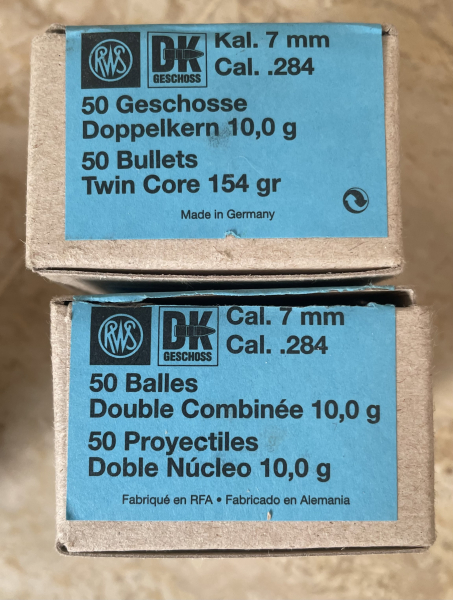 RWS DK GESCHOSS Kal. 7 mm
Cal. .284
50 Geschosse
Doppelkern 10,0 g
50 Bullets
Twin Core 154 gr
Made in Germany
RWS DK GESCHOSS Cal. 7 mm
Cal. .284
50 Balles
Double Combinée 10,0 g
50 Proyectiles
Doble Núcleo 10,0 g
Fabriqué en RFA • Fabricado en Alemania